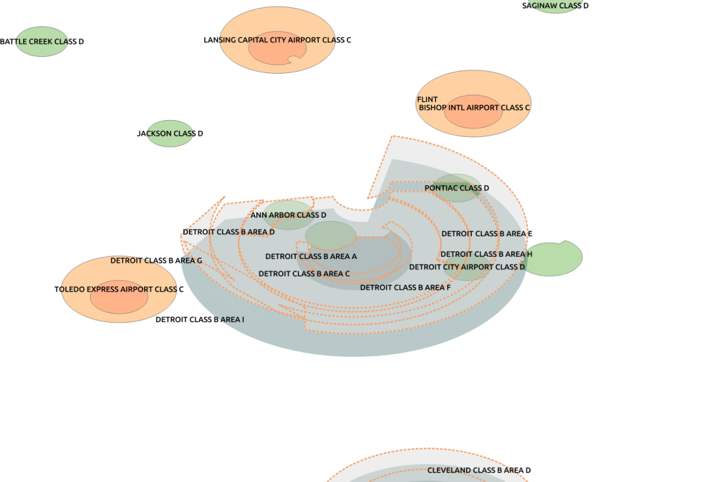 SAGINAW CLASS D
BATTLE CREEK CLASS D
LANSING CAPITAL CITY AIRPORT CLASS C
FLINT
BISHOP INTL AIRPORT CLASS C
JACKSON CLASS D
PONTIAC CLASS D
ANN ARBOR CLASS D
DETROIT CLASS B AREA D
DETROIT CLASS B AREA E
DETROIT CLASS B AREA A
DETROIT CLASS B AREA H
DETROIT CLASS B AREA G
DETROIT CITY AIRPORT CLASS D
DETROIT CLASS B AREA C
DETROIT CLASS B AREA F
TOLEDO EXPRESS AIRPORT CLASS C
DETROIT CLASS B AREA I
CLEVELAND CLASS B AREA D